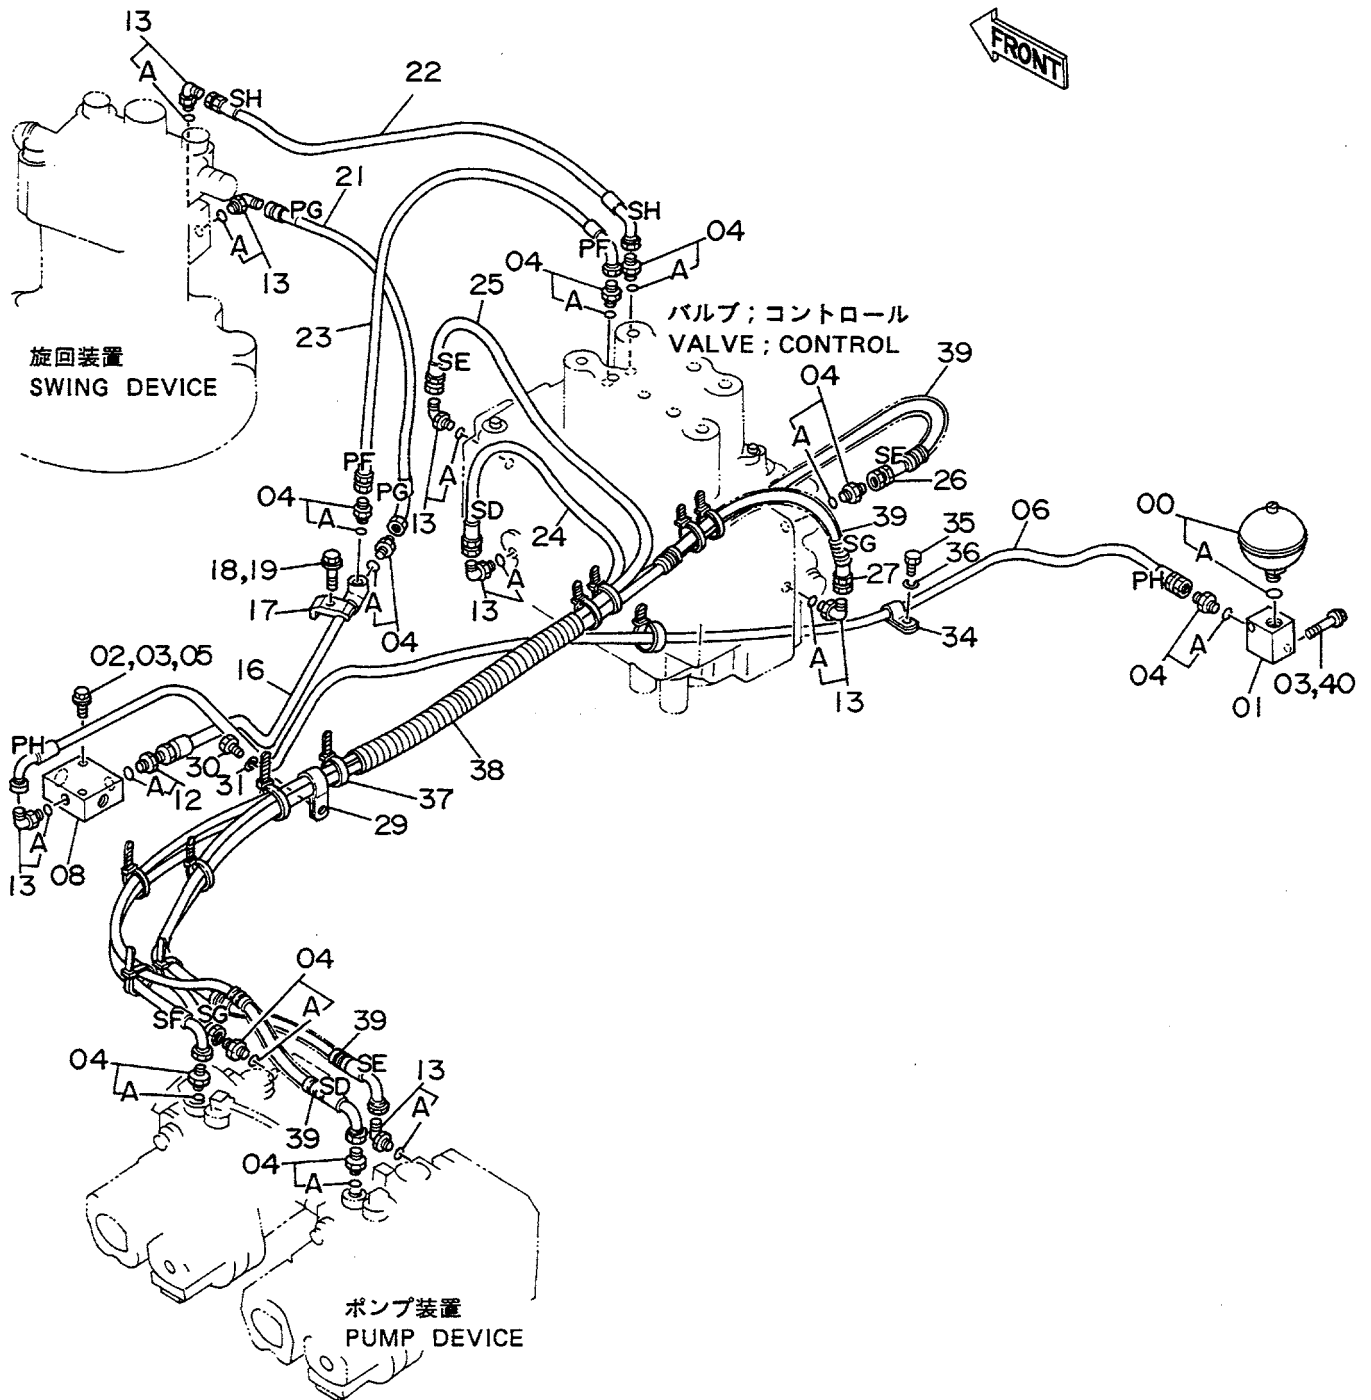 FRONT
13
A
SH
22
21
PG
A
13
SH
PF
04
A
04
A
23
25
バルブ;コントロール
VALVE ; CONTROL
旋回装置
SWING DEVICE
SE
13
A
39
04
A
SF
26
PF
04
A
PG
04
A
SD
13
A
24
39
SG
27
A
13
35
36
34
06
PH
00
A
04
A
01
03,40
18,19
17
16
02,03,05
PH
30
31
A
12
13
A
08
38
37
29
04
A
SF
SG
39
SE
13
A
04
A
SD
39
04
A
ポンプ装置
PUMP DEVICE